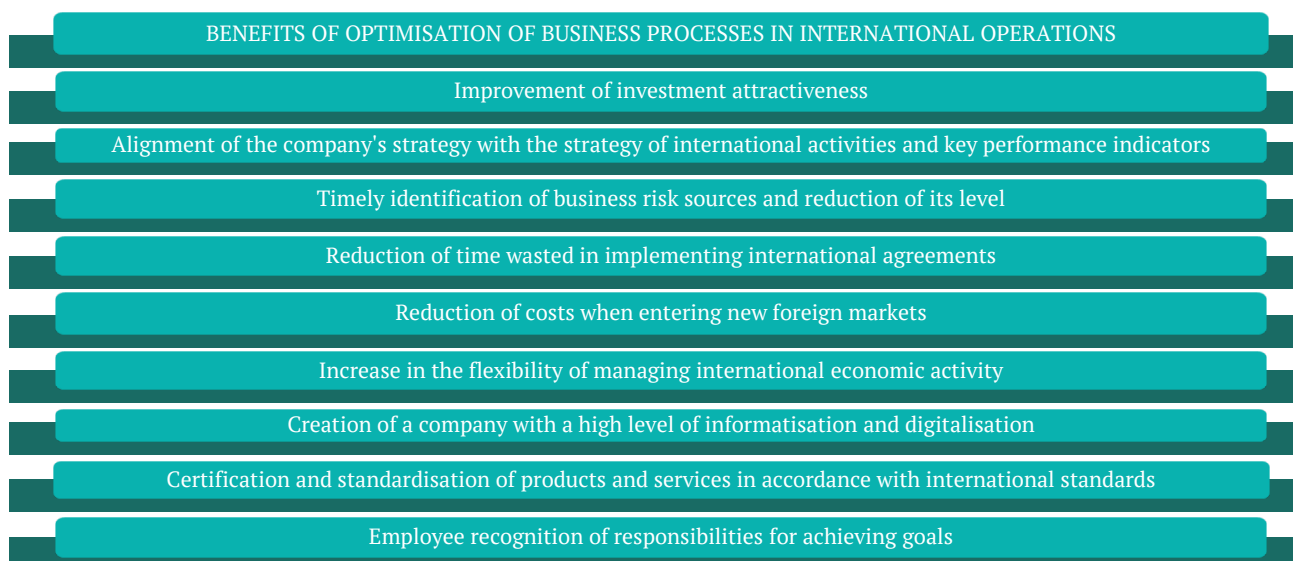 BENEFITS OF OPTIMISATION OF BUSINESS PROCESSES IN INTERNATIONAL OPERATIONS
Improvement of investment attractiveness
Alignment of the company's strategy with the strategy of international activities and key performance indicators
Timely identification of business risk sources and reduction of its level
Reduction of time wasted in implementing international agreements
Reduction of costs when entering new foreign markets
Increase in the flexibility of managing international economic activity
Creation of a company with a high level of informatisation and digitalisation
Certification and standardisation of products and services in accordance with international standards
Employee recognition of responsibilities for achieving goals